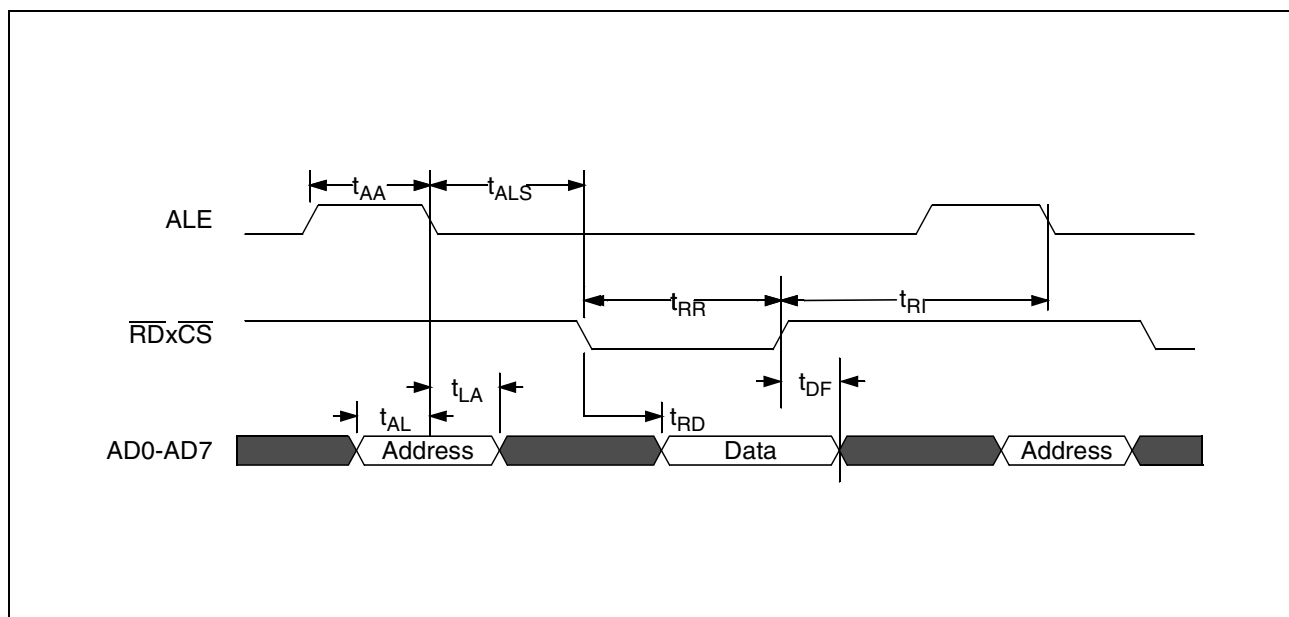 tAA
tALS
ALE
tRR
tRI
RDxCS
tLA
tDF
tAL
tRD
AD0-AD7
Address
Data
Address